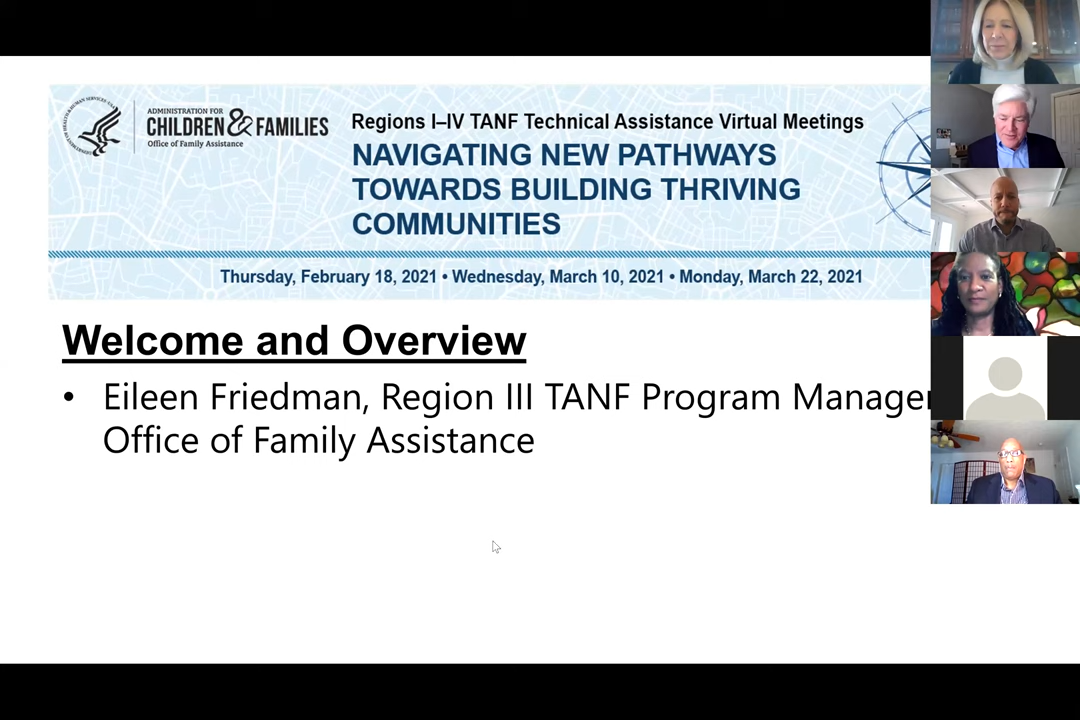 ADMINISTRATION FOR
CHILDREN & FAMILIES
Office of Family Assistance
Regions I–IV TANF Technical Assistance Virtual Meetings
NAVIGATING NEW PATHWAYS
TOWARDS BUILDING THRIVING
COMMUNITIES
Thursday, February 18, 2021 • Wednesday, March 10, 2021 • Monday, March 22, 2021
Welcome and Overview
• Eileen Friedman, Region III TANF Program Manager
Office of Family Assistance